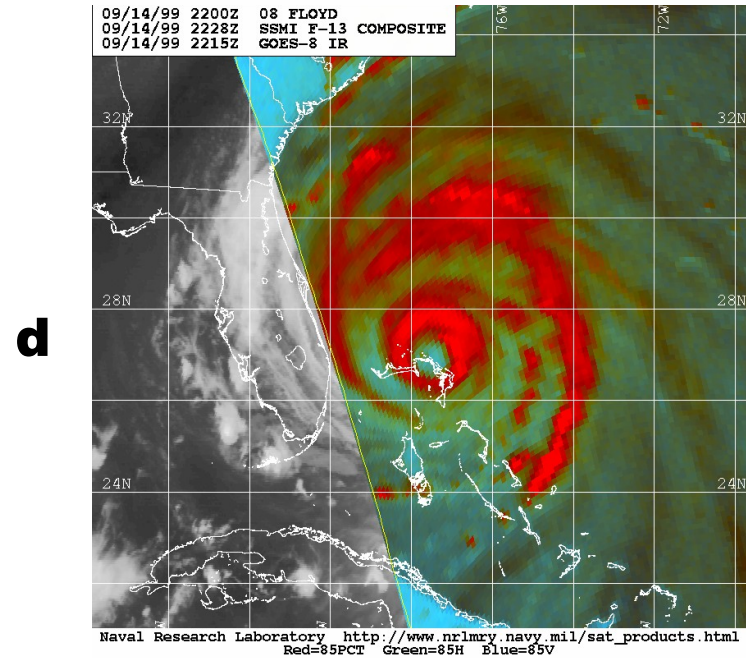 09/14/99 2200Z 08 FLOYD
09/14/99 2228Z SSMI F-13 COMPOSITE
09/14/99 2215Z GOES-8 IR
76W
72W
32N
32N
28N
28N
d
24N
24N
Naval Research Laboratory http://www.nrlmry.navy.mil/sat_products.html
Red=85PCT Green=85H Blue=85V